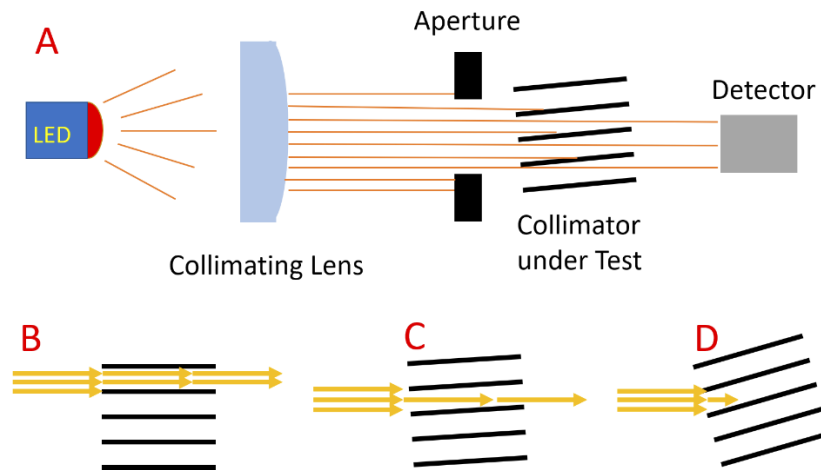 A
Aperture
Detector
LED
Collimating Lens
Collimator
under Test
B
C
D